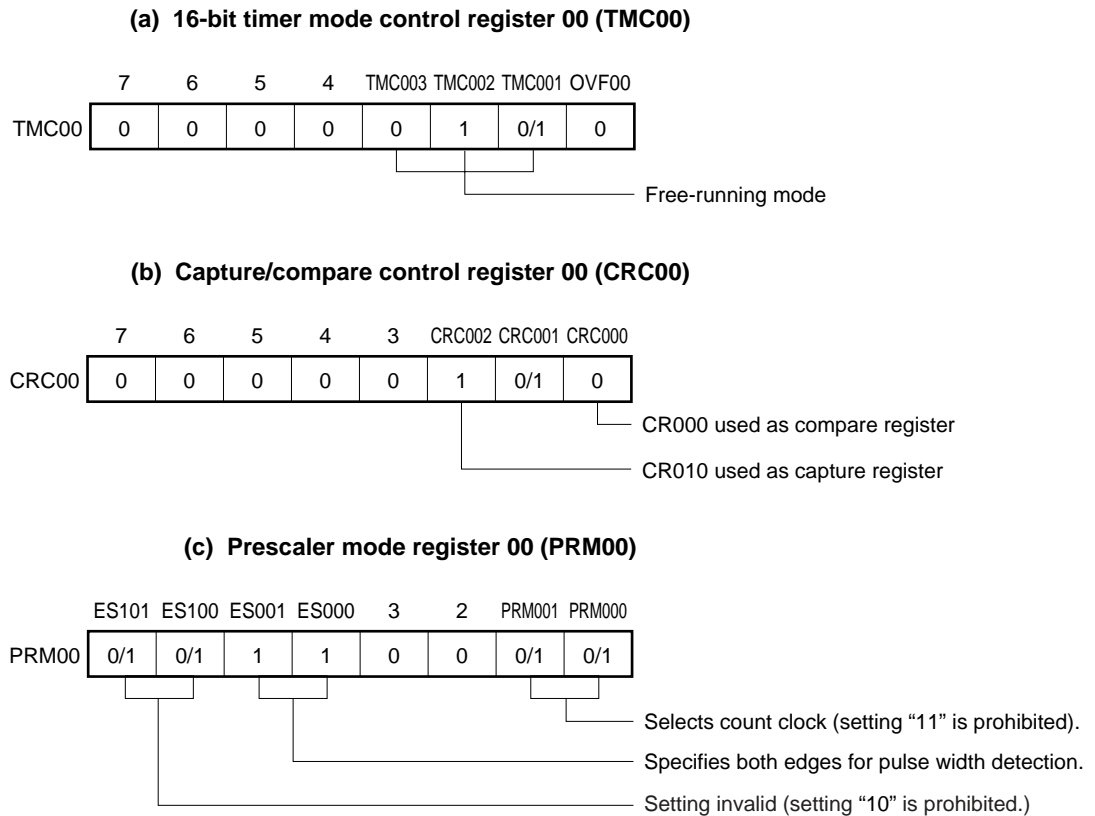 (a) 16-bit timer mode control register 00 (TMC00)
7 6 5 4 TMC003 TMC002 TMC001 OVF00
TMC00 0 0 0 0 0 1 0/1 0
Free-running mode
(b) Capture/compare control register 00 (CRC00)
7 6 5 4 3 CRC002 CRC001 CRC000
CRC00 0 0 0 0 0 1 0/1 0
CR000 used as compare register
CR010 used as capture register
(c) Prescaler mode register 00 (PRM00)
ES101 ES100 ES001 ES000 3 2 PRM001 PRM000
PRM00 0/1 0/1 1 1 0 0 0/1 0/1
Selects count clock (setting “11” is prohibited).
Specifies both edges for pulse width detection.
Setting invalid (setting “10” is prohibited.)